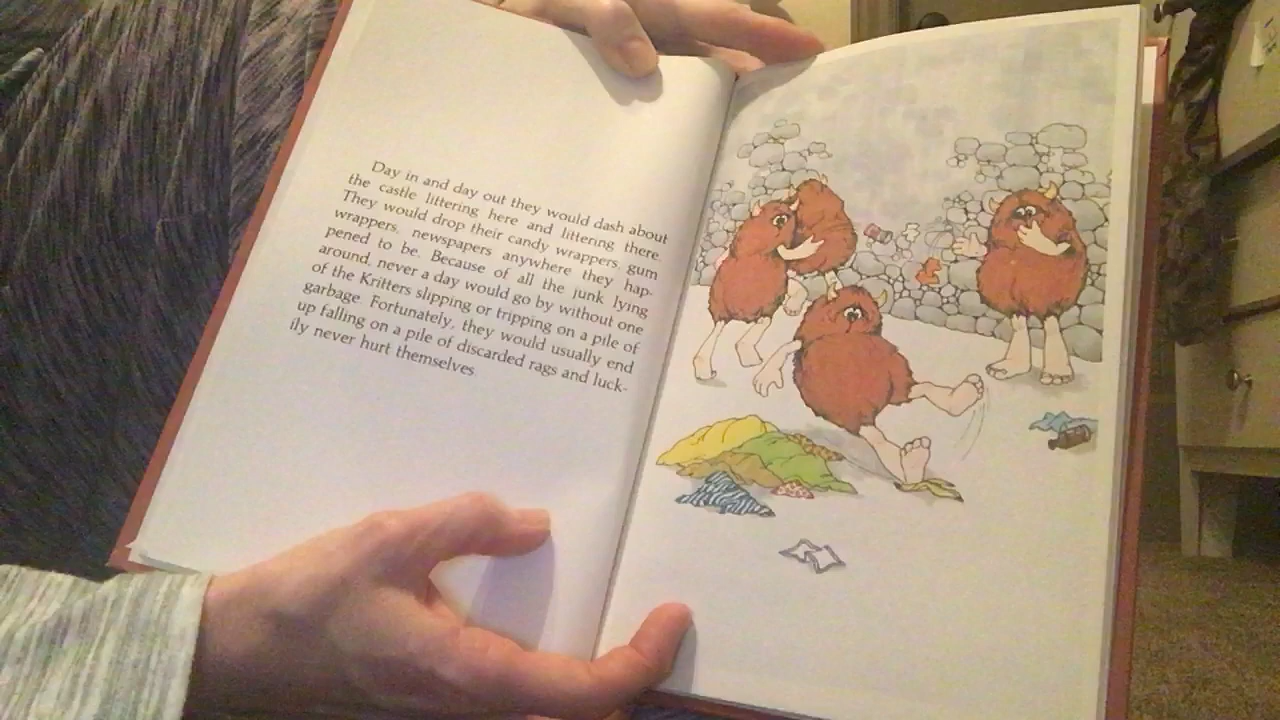 Day in and day out they would dash about
the castle littering here and littering there.
They would drop their candy wrappers, gum
wrappers, newspapers anywhere they hap-
pened to be. Because of all the junk lying
around, never a day would go by without one
of the Kritters slipping or tripping on a pile of
garbage. Fortunately, they would usually end
up falling on a pile of discarded rags and luck-
ily never hurt themselves.